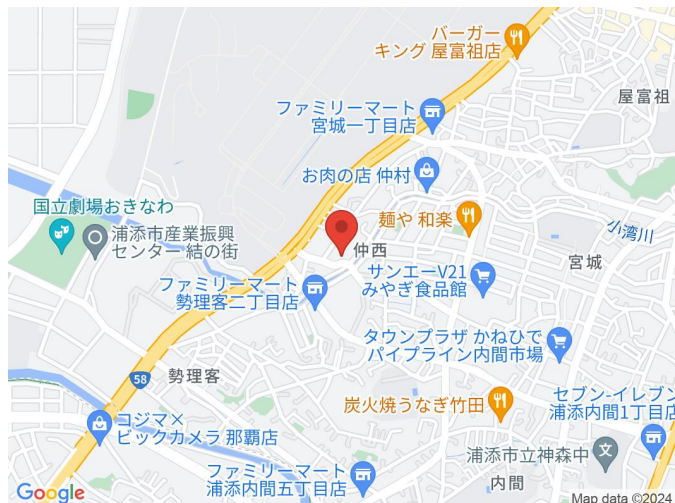 バーガー
キング 屋富祖店
屋富祖
ファミリーマート
宮城一丁目店
お肉の店 仲村
国立劇場おきなわ
浦添市産業振興
センター 結の街
麺や 和楽
小湾川
仲西
宮城
サンエーV21
みやぎ食品館
ファミリーマート
勢理客二丁目店
タウンプラザ かねひで
パイプライン内間市場
58
勢理客
炭火焼うなぎ竹田
セブン-イレブン
浦添内間1丁目店
コジマ×
ビックカメラ 那覇店
浦添市立神森中
文
ファミリーマート
浦添内間五丁目店
内間
Google
Map data ©2024